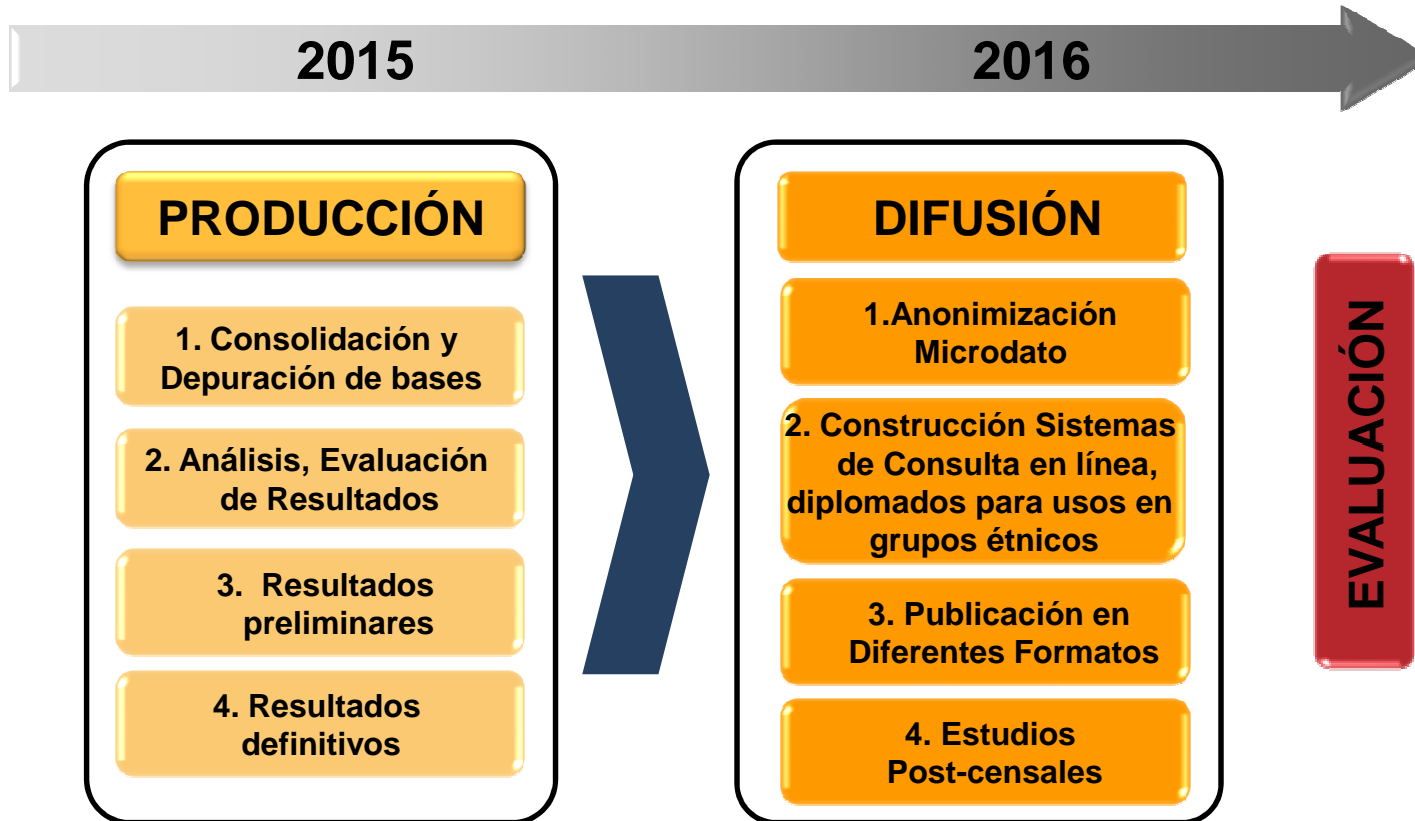 2015
2016
PRODUCCIÓN
1. Consolidación y
Depuración de bases
2. Análisis, Evaluación
de Resultados
3. Resultados
preliminares
4. Resultados
definitivos
DIFUSIÓN
1.Anonimización
Microdato
2. Construcción Sistemas
de Consulta en línea,
diplomados para usos en
grupos étnicos
3. Publicación en
Diferentes Formatos
4. Estudios
Post-censales
EVALUACIÓN